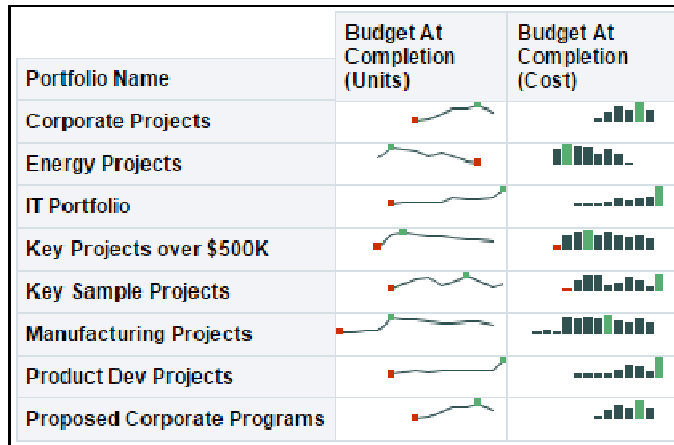 Portfolio Name
Budget At
Completion
(Units)
Budget At
Completion
(Cost)
Corporate Projects
Energy Projects
IT Portfolio
Key Projects over $500K
Key Sample Projects
Manufacturing Projects
Product Dev Projects
Proposed Corporate Programs